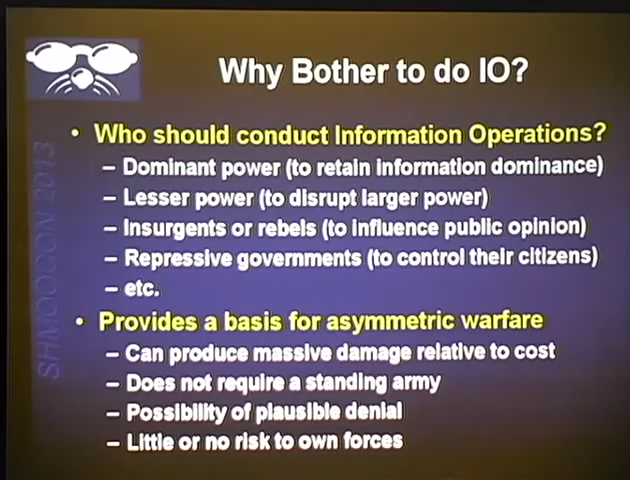 Why Bother to do IO?
• Who should conduct Information Operations?
– Dominant power (to retain information dominance)
– Lesser power (to disrupt larger power)
– Insurgents or rebels (to influence public opinion)
– Repressive governments (to control their citizens)
– etc.
• Provides a basis for asymmetric warfare
– Can produce massive damage relative to cost
– Does not require a standing army
– Possibility of plausible denial
– Little or no risk to own forces
SHMOOCON 2013